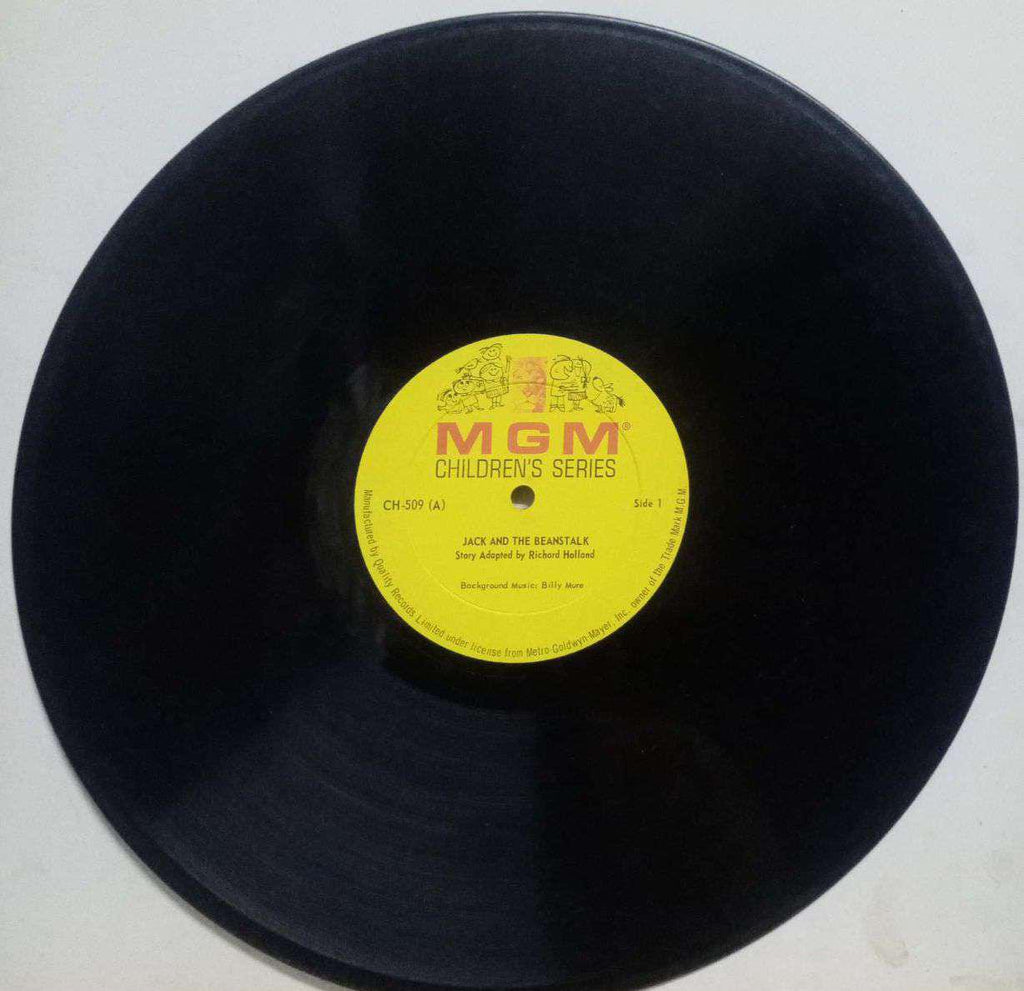 MGM®
CHILDREN'S SERIES
CH-509 (A)
Side 1
JACK AND THE BEANSTALK
Story Adapted by Richard Holland
Background Music: Billy Mure
Manufactured by Quality Records Limited under license from Metro-Goldwyn-Mayer, Inc. owner of the Trade Mark M.G.M.